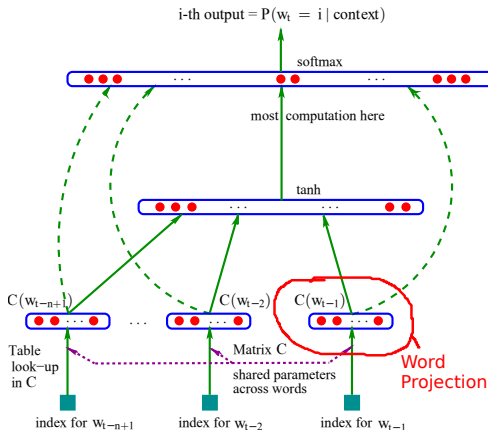 i-th output = P(w_t = i | context)
softmax
. . .
. . .
most computation here
tanh
. . .
. . .
C(w_{t−n+1})
C(w_{t−2})
C(w_{t−1})
. . .
. . .
. . .
. . .
Table
look−up
in C
Matrix C
shared parameters
across words
Word
Projection
index for w_{t−n+1}
index for w_{t−2}
index for w_{t−1}